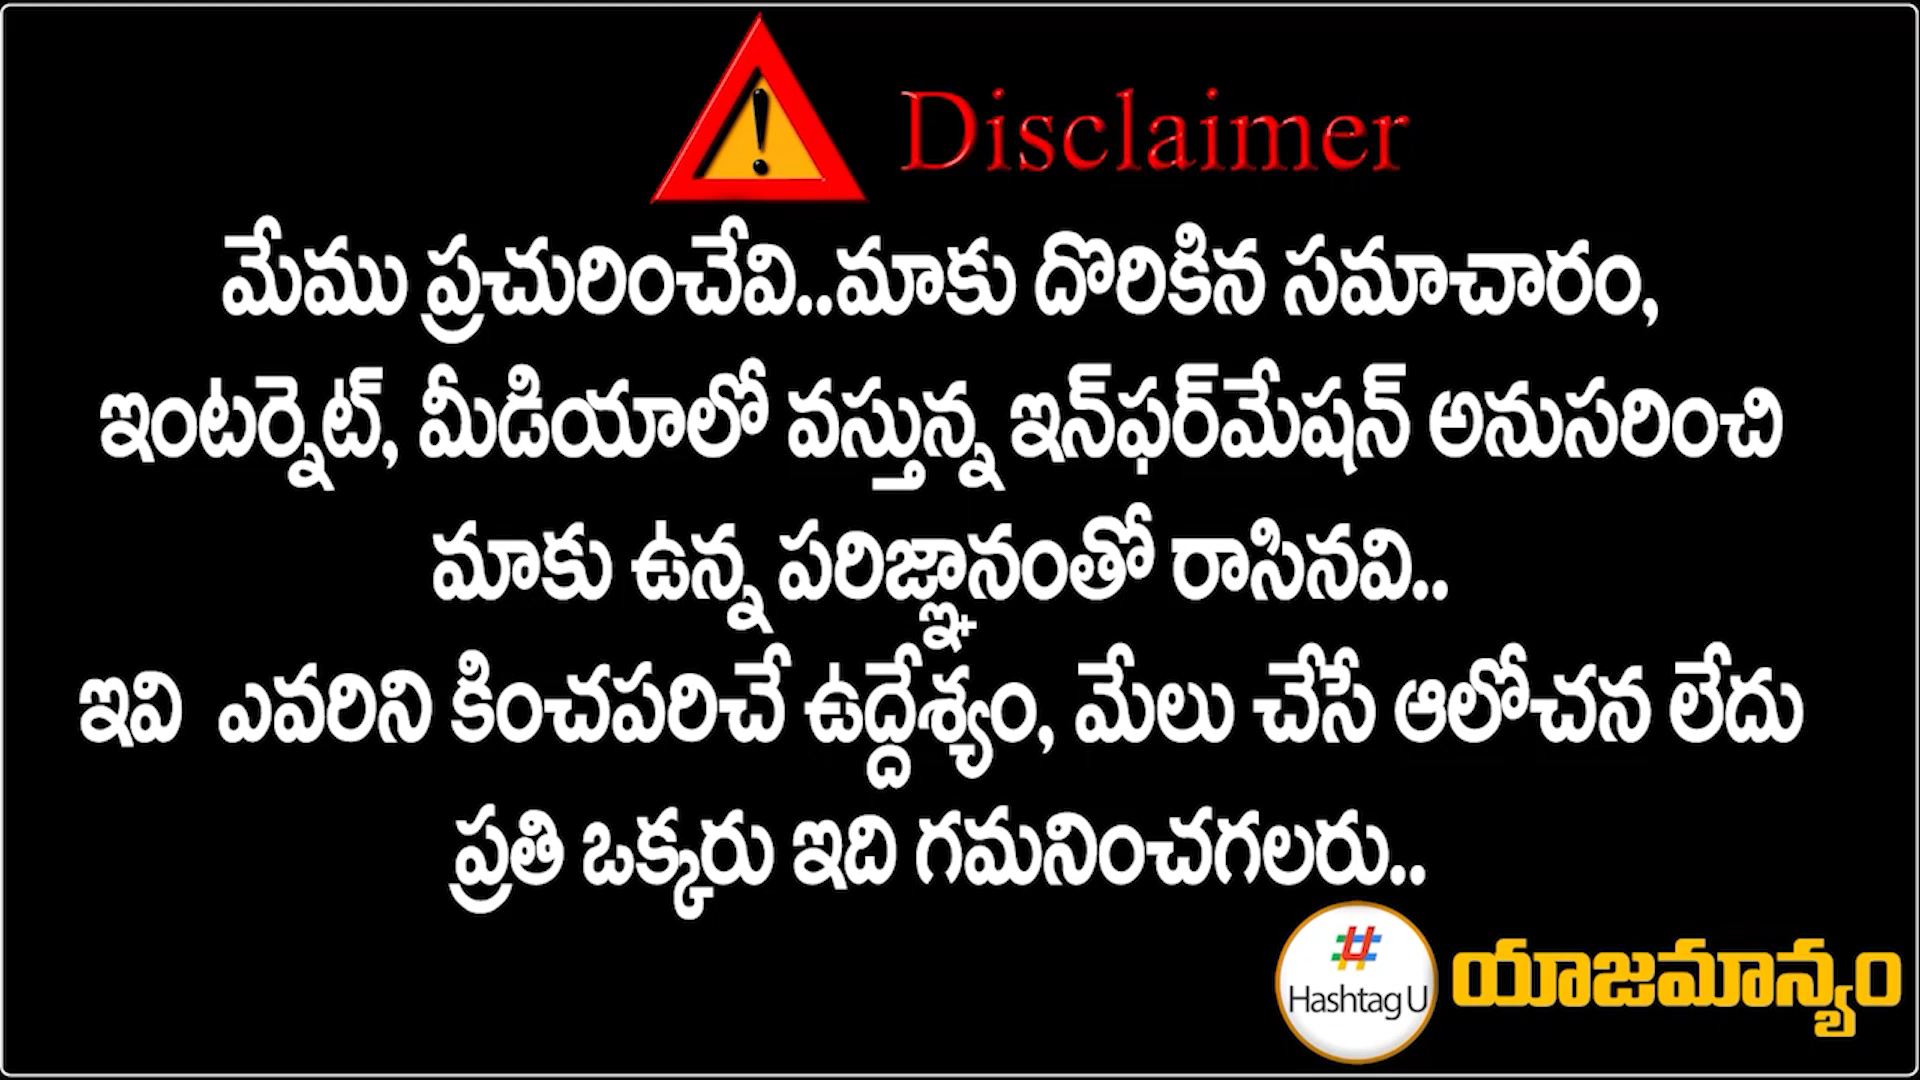 Disclaimer
మేము ప్రచురించేవి..మాకు దొరికిన సమాచారం,
ఇంటర్నెట్, మీడియాలో వస్తున్న ఇన్‌ఫర్‌మేషన్ అనుసరించి
మాకు ఉన్న పరిజ్ఞానంతో రాసినవి..
ఇవి ఎవరిని కించపరిచే ఉద్దేశ్యం, మేలు చేసే ఆలోచన లేదు
ప్రతి ఒక్కరు ఇది గమనించగలరు..
# Hashtag U
యాజమాన్యం